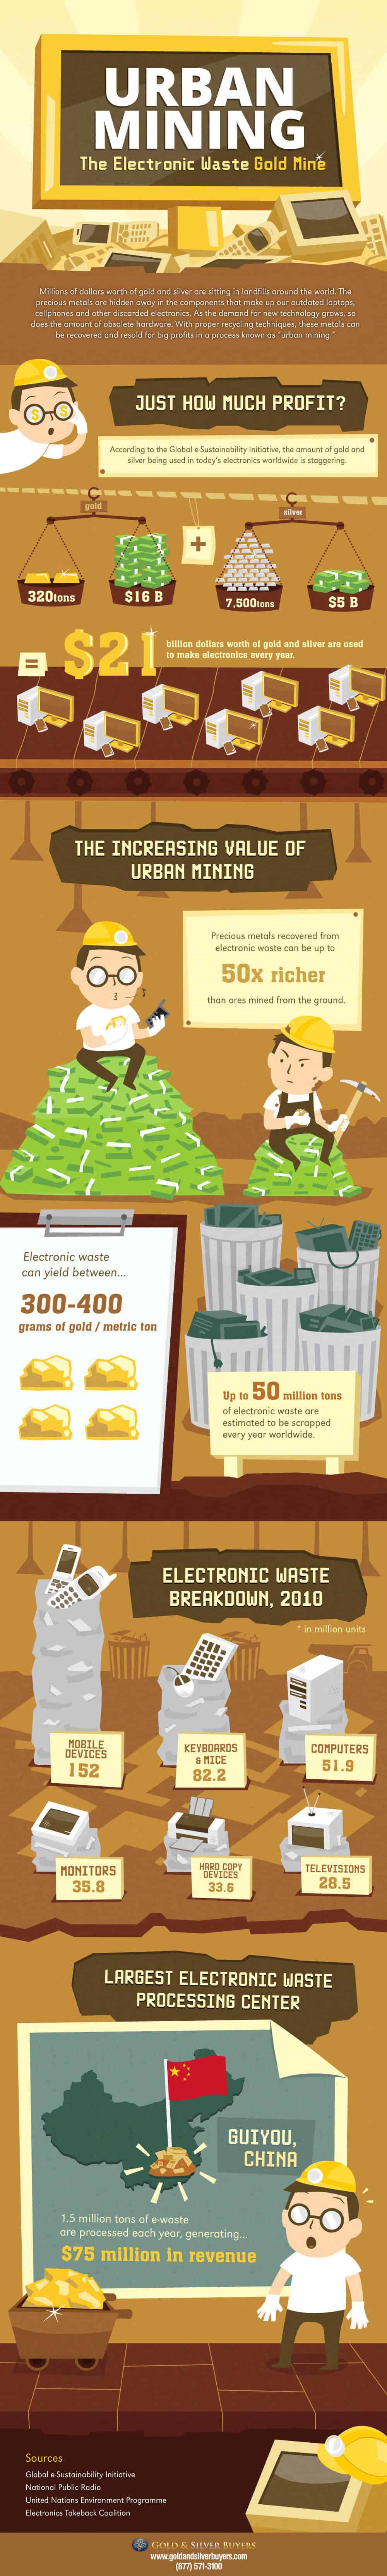 URBAN
MINING
The Electronic Waste Gold Mine
Millions of dollars worth of gold and silver are sitting in landfills around the world. The
precious metals are hidden away in the components that make up our outdated laptops,
cellphones and other discarded electronics. As the demand for new technology grows, so
does the amount of obsolete hardware. With proper recycling techniques, these metals can
be recovered and resold for big profits in a process known as "urban mining."
$ $
JUST HOW MUCH PROFIT?
According to the Global e-Sustainability Initiative, the amount of gold and
silver being used in today's electronics worldwide is staggering.
gold
silver
+
320tons
$16 B
7.500tons
$5 B
= $21
billion dollars worth of gold and silver are used
to make electronics every year.
THE INCREASING VALUE OF
URBAN MINING
Precious metals recovered from
electronic waste can be up to
50x richer
than ores mined from the ground.
Electronic waste
can yield between...
300-400
grams of gold / metric ton
Up to 50 million tons
of electronic waste are
estimated to be scrapped
every year worldwide.
ELECTRONIC WASTE
BREAKDOWN, 2010
* in million units
MOBILE
DEVICES
152
KEYBOARDS
& MICE
82.2
COMPUTERS
51.9
MONITORS
35.8
HARD COPY
DEVICES
33.6
TELEVISIONS
28.5
LARGEST ELECTRONIC WASTE
PROCESSING CENTER
GUIYOU,
CHINA
1.5 million tons of e-waste
are processed each year, generating...
$75 million in revenue
Sources
Global e-Sustainability Initiative
National Public Radio
United Nations Environment Programme
Electronics Takeback Coalition
GOLD & SILVER BUYERS
www.goldandsilverbuyers.com
(877) 571-3100